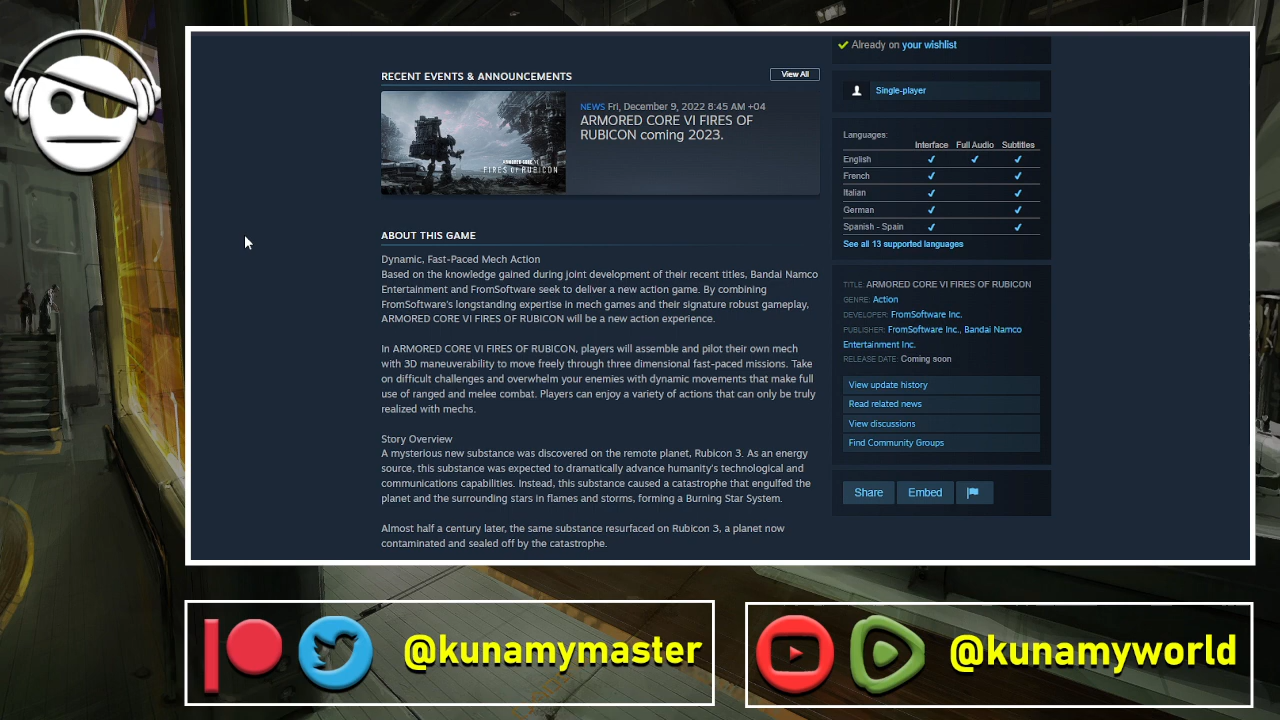 Already on your wishlist
RECENT EVENTS & ANNOUNCEMENTS
View All
NEWS Fri, December 9, 2022 8:45 AM +04
ARMORED CORE VI FIRES OF
RUBICON coming 2023.
ARMORED CORE VI
FIRES OF RUBICON
ABOUT THIS GAME
Dynamic, Fast-Paced Mech Action
Based on the knowledge gained during joint development of their recent titles, Bandai Namco
Entertainment and FromSoftware seek to deliver a new action game. By combining
FromSoftware's longstanding expertise in mech games and their signature robust gameplay,
ARMORED CORE VI FIRES OF RUBICON will be a new action experience.
In ARMORED CORE VI FIRES OF RUBICON, players will assemble and pilot their own mech
with 3D maneuverability to move freely through three dimensional fast-paced missions. Take
on difficult challenges and overwhelm your enemies with dynamic movements that make full
use of ranged and melee combat. Players can enjoy a variety of actions that can only be truly
realized with mechs.
Story Overview
A mysterious new substance was discovered on the remote planet, Rubicon 3. As an energy
source, this substance was expected to dramatically advance humanity's technological and
communications capabilities. Instead, this substance caused a catastrophe that engulfed the
planet and the surrounding stars in flames and storms, forming a Burning Star System.
Almost half a century later, the same substance resurfaced on Rubicon 3, a planet now
contaminated and sealed off by the catastrophe.
Single-player
Languages:
Interface Full Audio Subtitles
English ✔ ✔ ✔
French ✔ ✔
Italian ✔ ✔
German ✔ ✔
Spanish - Spain ✔ ✔
See all 13 supported languages
TITLE: ARMORED CORE VI FIRES OF RUBICON
GENRE: Action
DEVELOPER: FromSoftware Inc.
PUBLISHER: FromSoftware Inc., Bandai Namco
Entertainment Inc.
RELEASE DATE: Coming soon
View update history
Read related news
View discussions
Find Community Groups
Share
Embed
@kunamymaster
@kunamyworld